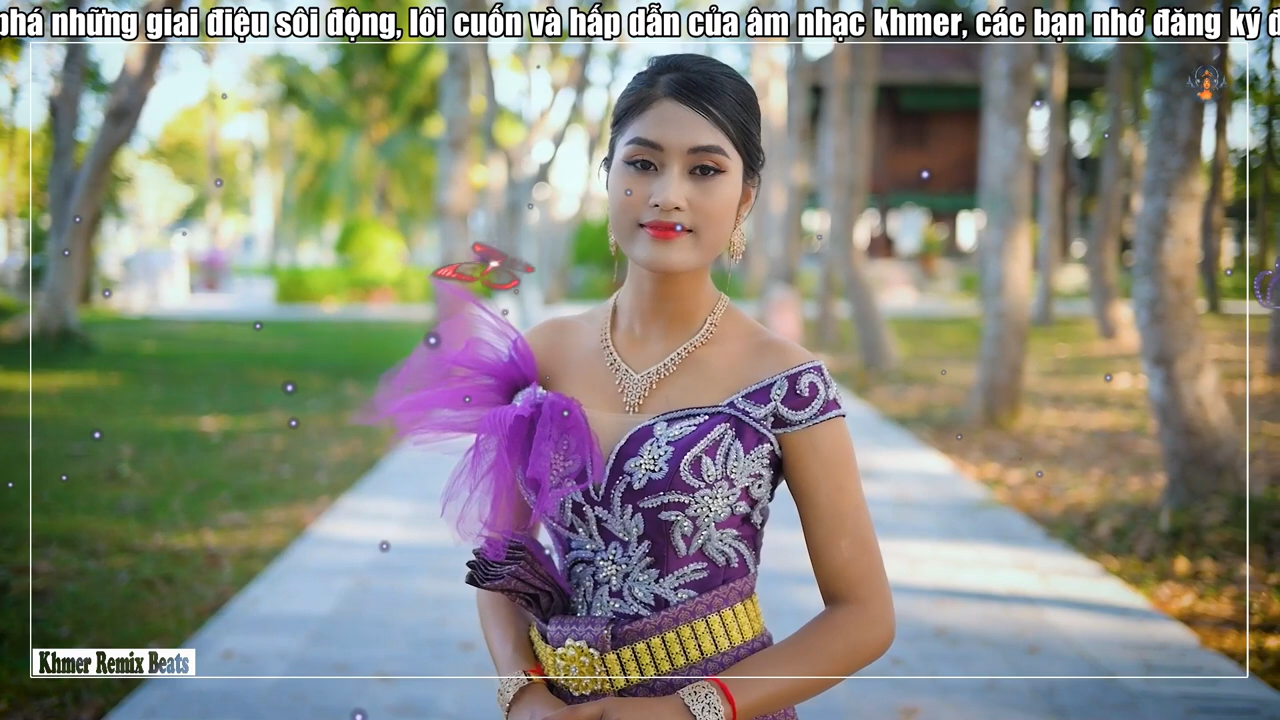 phá những giai điệu sôi động, lôi cuốn và hấp dẫn của âm nhạc khmer, các bạn nhớ đăng ký
Khmer Remix Beats